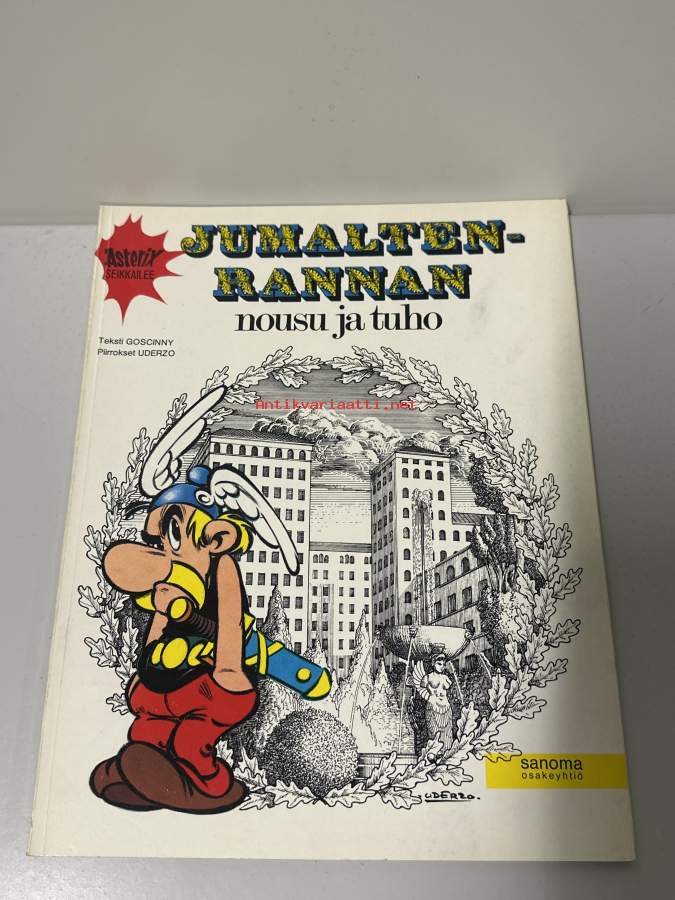 Asterix
SEIKKAILEE
JUMALTEN-
RANNAN
nousu ja tuho
Teksti GOSCINNY
Piirrokset UDERZO
Antikvariaatti.net
sanoma
osakeyhtiö
UDERZO.